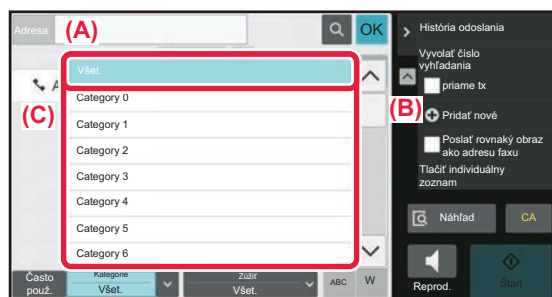 Adresa
(A)
OK
Všet.
A
(C)
Category 0
Category 1
Category 2
Category 3
Category 4
Category 5
Category 6
Často
použ.
Kategórie
Všet.
Zúžiť
Všet.
ABC
W
História odoslania
Vyvolať číslo
vyhľadania
priame tx
(B)
Pridať nové
Poslať rovnaký obraz
ako adresu faxu
Tlačiť individuálny
zoznam
Náhľad
CA
Reprod.
Štart